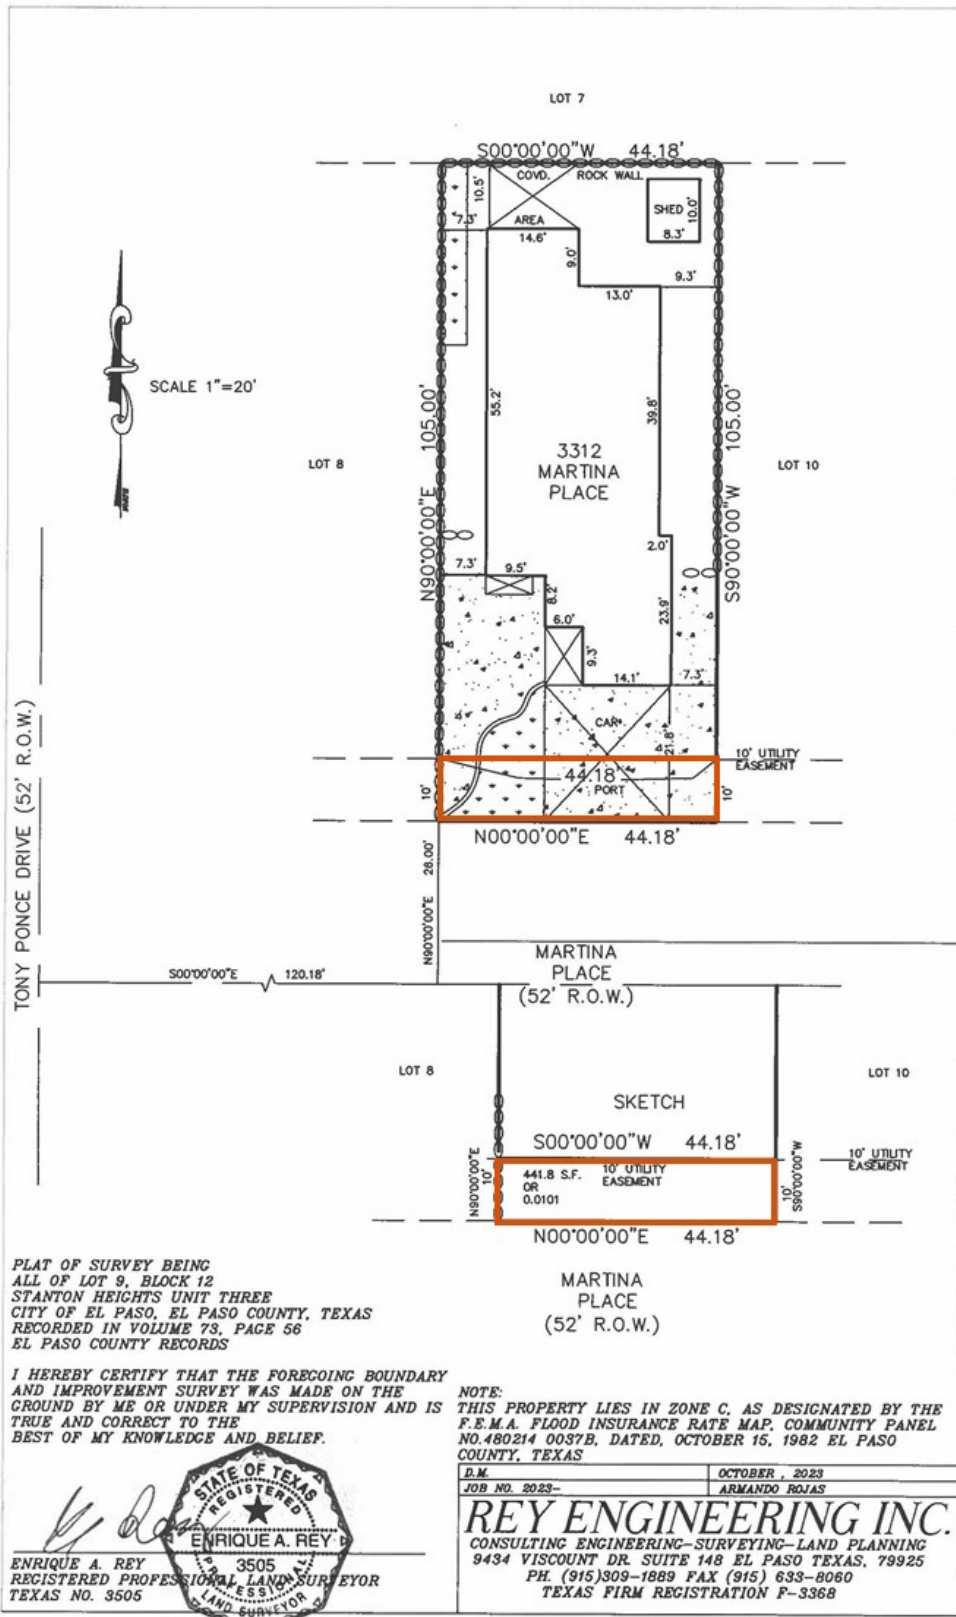 LOT 7
S00°00'00"W 44.18'
COVD. ROCK WALL
10.5'
SHED
10.0'
7.3'
AREA
14.6'
8.3'
9.0'
9.3'
13.0'
SCALE 1"=20'
N90°00'00"E 105.00'
55.2'
39.8'
S90°00'00"W 105.00'
LOT 8
3312
MARTINA
PLACE
LOT 10
2.0'
7.3'
9.5'
8.2'
23.9'
6.0'
9.3'
14.1'
7.3'
CAR
21.8'
10' UTILITY
EASEMENT
44.18'
PORT
10'
10'
N00°00'00"E 44.18'
N90°00'00"E 26.00'
TONY PONCE DRIVE (52' R.O.W.)
MARTINA
PLACE
(52' R.O.W.)
S00°00'00"E 120.18'
LOT 8
LOT 10
SKETCH
S00°00'00"W 44.18'
N90°00'00"E
10'
441.8 S.F.
OR
0.0101
10' UTILITY
EASEMENT
10'
S90°00'00"W
10' UTILITY
EASEMENT
N00°00'00"E 44.18'
MARTINA
PLACE
(52' R.O.W.)
PLAT OF SURVEY BEING
ALL OF LOT 9, BLOCK 12
STANTON HEIGHTS UNIT THREE
CITY OF EL PASO, EL PASO COUNTY, TEXAS
RECORDED IN VOLUME 73, PAGE 56
EL PASO COUNTY RECORDS
I HEREBY CERTIFY THAT THE FOREGOING BOUNDARY
AND IMPROVEMENT SURVEY WAS MADE ON THE
GROUND BY ME OR UNDER MY SUPERVISION AND IS
TRUE AND CORRECT TO THE
BEST OF MY KNOWLEDGE AND BELIEF.
STATE OF TEXAS
REGISTERED
ENRIQUE A. REY
3505
PROFESSIONAL
LAND SURVEYOR
ENRIQUE A. REY
REGISTERED PROFESSIONAL LAND SURVEYOR
TEXAS NO. 3505
NOTE:
THIS PROPERTY LIES IN ZONE C, AS DESIGNATED BY THE
F.E.M.A. FLOOD INSURANCE RATE MAP, COMMUNITY PANEL
NO.480214 0037B, DATED, OCTOBER 15, 1982 EL PASO
COUNTY, TEXAS
D.M. OCTOBER , 2023
JOB NO. 2023- ARMANDO ROJAS
REY ENGINEERING INC.
CONSULTING ENGINEERING-SURVEYING-LAND PLANNING
9434 VISCOUNT DR. SUITE 148 EL PASO TEXAS, 79925
PH. (915)309-1889 FAX (915) 633-8060
TEXAS FIRM REGISTRATION F-3368